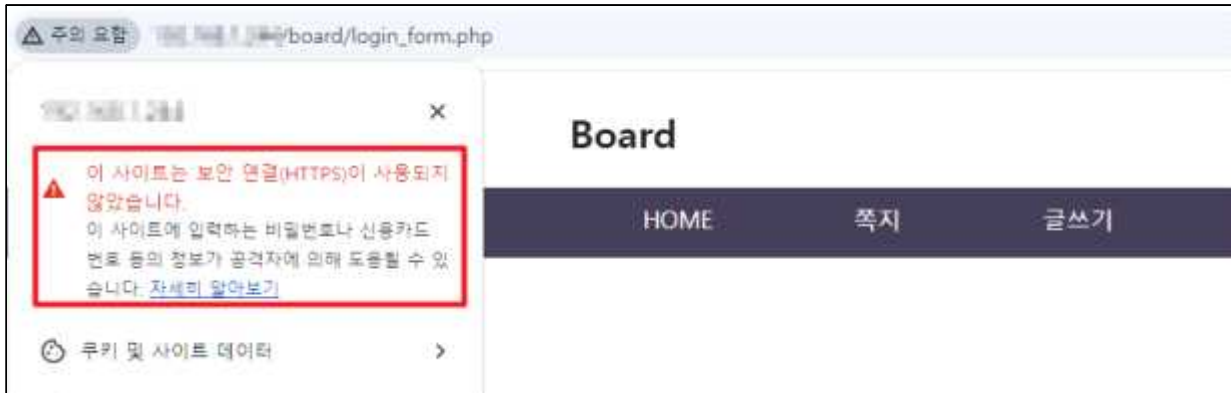 주의 요함 /board/login_form.php
이 사이트는 보안 연결(HTTPS)이 사용되지
않았습니다.
이 사이트에 입력하는 비밀번호나 신용카드
번호 등의 정보가 공격자에 의해 도용될 수 있
습니다. 자세히 알아보기
쿠키 및 사이트 데이터
Board
HOME 쪽지 글쓰기